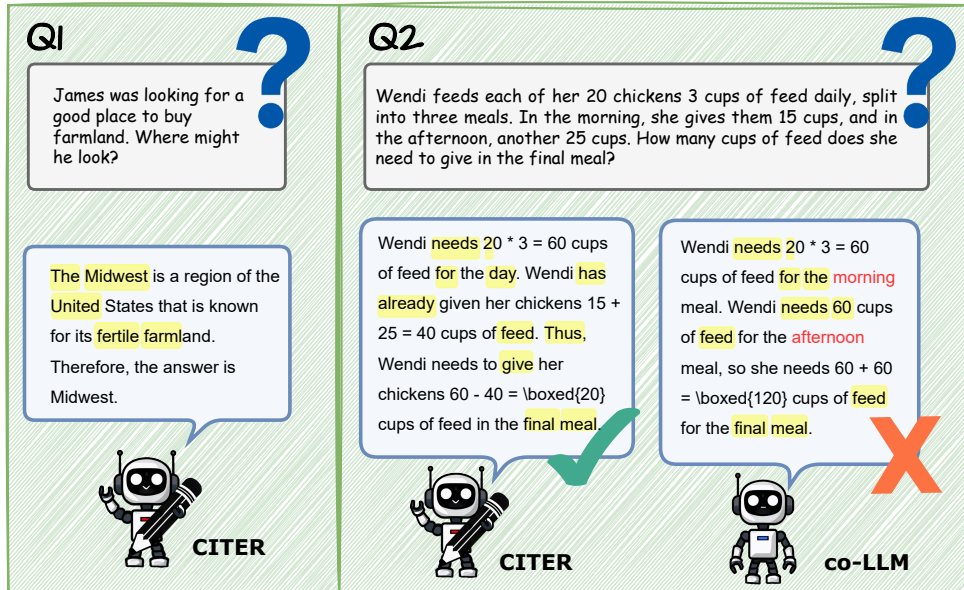 Q1
?
James was looking for a
good place to buy
farmland. Where might
he look?
The Midwest is a region of the
United States that is known
for its fertile farmland.
Therefore, the answer is
Midwest.
CITER
Q2
?
Wendi feeds each of her 20 chickens 3 cups of feed daily, split
into three meals. In the morning, she gives them 15 cups, and in
the afternoon, another 25 cups. How many cups of feed does she
need to give in the final meal?
Wendi needs 20 * 3 = 60 cups
of feed for the day. Wendi has
already given her chickens 15 +
25 = 40 cups of feed. Thus,
Wendi needs to give her
chickens 60 - 40 = \boxed{20}
cups of feed in the final meal.
CITER
Wendi needs 20 * 3 = 60
cups of feed for the morning
meal. Wendi needs 60 cups
of feed for the afternoon
meal, so she needs 60 + 60
= \boxed{120} cups of feed
for the final meal.
X
co-LLM